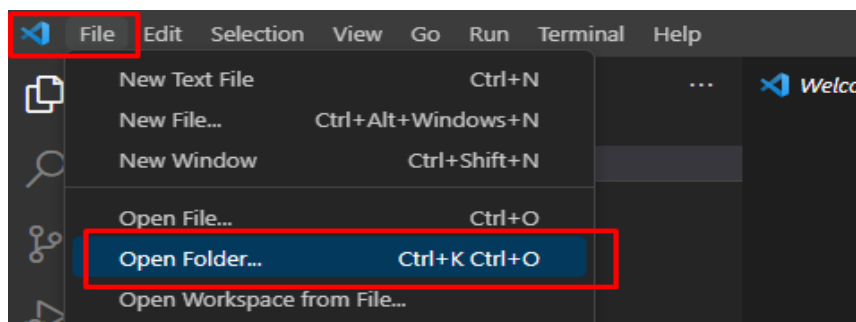 File Edit Selection View Go Run Terminal Help
New Text File Ctrl+N
... Welco
New File... Ctrl+Alt+Windows+N
New Window Ctrl+Shift+N
Open File... Ctrl+O
Open Folder... Ctrl+K Ctrl+O
Open Workspace from File...